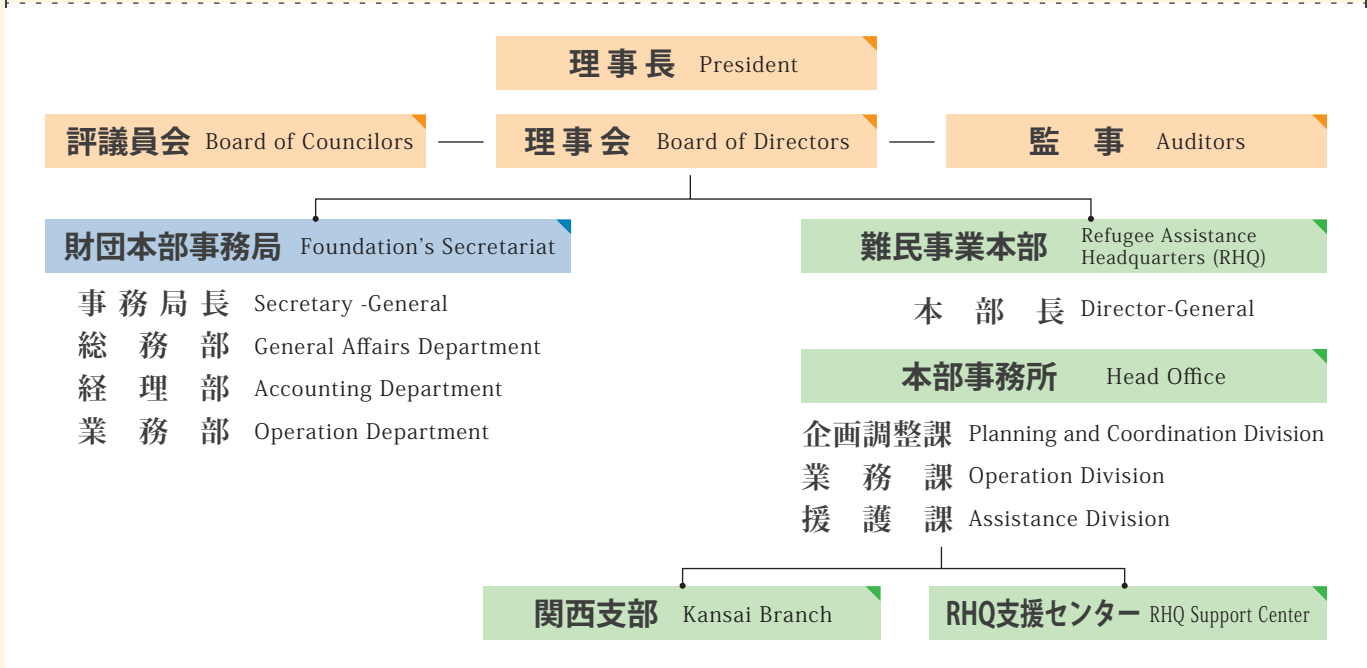 理事長 President
評議員会 Board of Councilors
理事会 Board of Directors
監事 Auditors
財団本部事務局 Foundation's Secretariat
事務局長 Secretary -General
総務部 General Affairs Department
経理部 Accounting Department
業務部 Operation Department
難民事業本部 Refugee Assistance
Headquarters (RHQ)
本部長 Director-General
本部事務所 Head Office
企画調整課 Planning and Coordination Division
業務課 Operation Division
援護課 Assistance Division
関西支部 Kansai Branch
RHQ支援センター RHQ Support Center